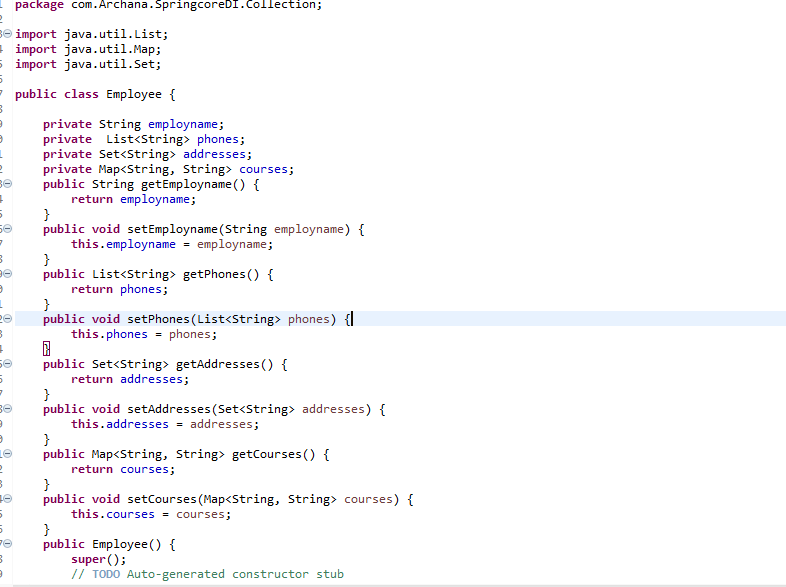 package com.Archana.SpringcoreDI.Collection;
import java.util.List;
import java.util.Map;
import java.util.Set;
public class Employee {
private String employname;
private  List<String> phones;
private Set<String> addresses;
private Map<String, String> courses;
public String getEmployname() {
return employname;
}
public void setEmployname(String employname) {
this.employname = employname;
}
public List<String> getPhones() {
return phones;
}
public void setPhones(List<String> phones) {
this.phones = phones;
}
public Set<String> getAddresses() {
return addresses;
}
public void setAddresses(Set<String> addresses) {
this.addresses = addresses;
}
public Map<String, String> getCourses() {
return courses;
}
public void setCourses(Map<String, String> courses) {
this.courses = courses;
}
public Employee() {
super();
// TODO Auto-generated constructor stub